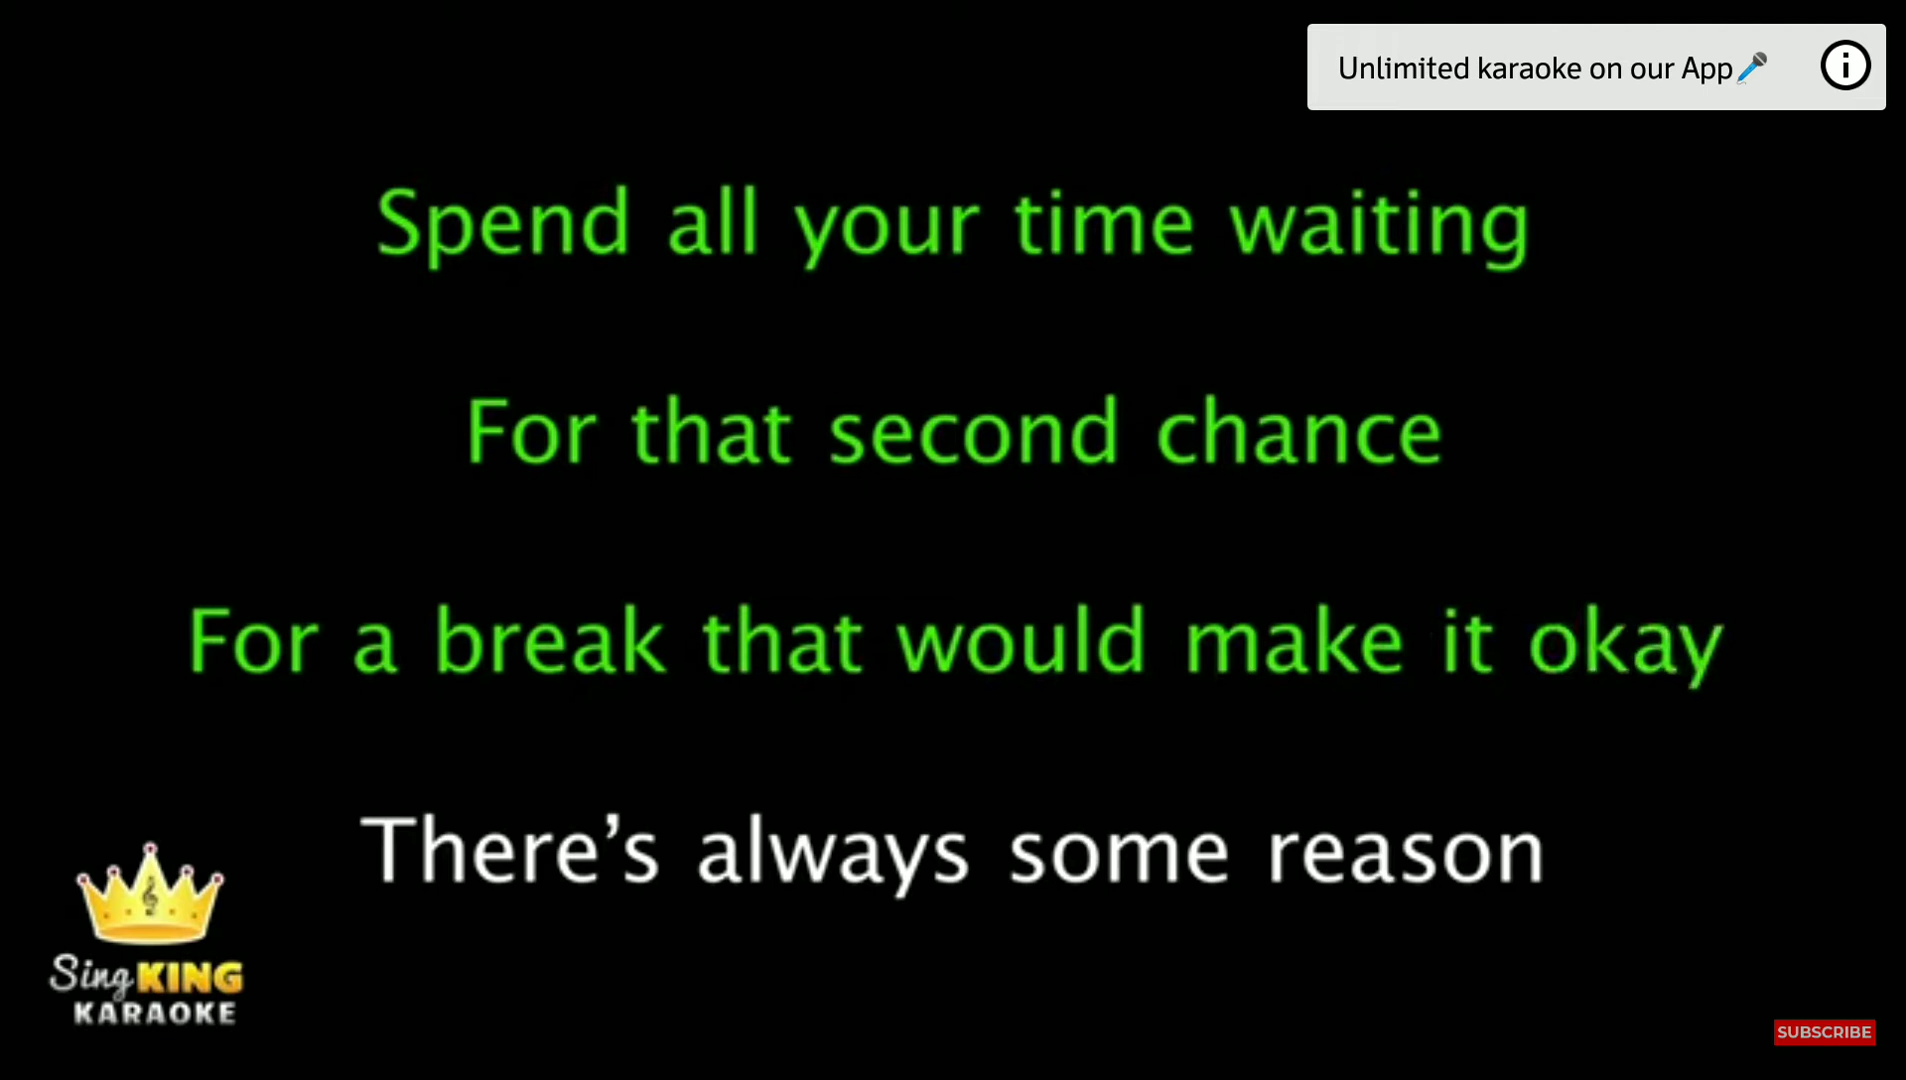 Unlimited karaoke on our App🎤
Spend all your time waiting
For that second chance
For a break that would make it okay
There's always some reason
Sing KING
KARAOKE
SUBSCRIBE